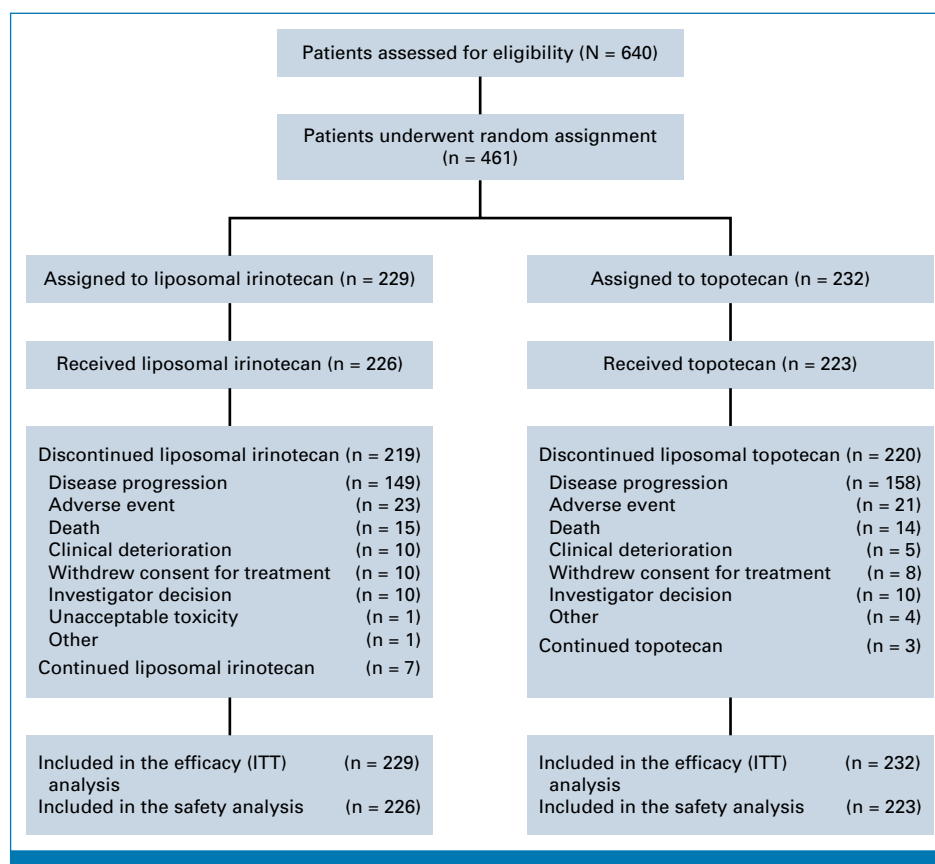 Patients assessed for eligibility (N = 640)
Patients underwent random assignment
(n = 461)
Assigned to liposomal irinotecan (n = 229)
Received liposomal irinotecan (n = 226)
Discontinued liposomal irinotecan (n = 219)
Disease progression (n = 149)
Adverse event (n = 23)
Death (n = 15)
Clinical deterioration (n = 10)
Withdrew consent for treatment (n = 10)
Investigator decision (n = 10)
Unacceptable toxicity (n = 1)
Other (n = 1)
Continued liposomal irinotecan (n = 7)
Included in the efficacy (ITT) (n = 229)
analysis
Included in the safety analysis (n = 226)
Assigned to topotecan (n = 232)
Received topotecan (n = 223)
Discontinued liposomal topotecan (n = 220)
Disease progression (n = 158)
Adverse event (n = 21)
Death (n = 14)
Clinical deterioration (n = 5)
Withdrew consent for treatment (n = 8)
Investigator decision (n = 10)
Other (n = 4)
Continued topotecan (n = 3)
Included in the efficacy (ITT) (n = 232)
analysis
Included in the safety analysis (n = 223)